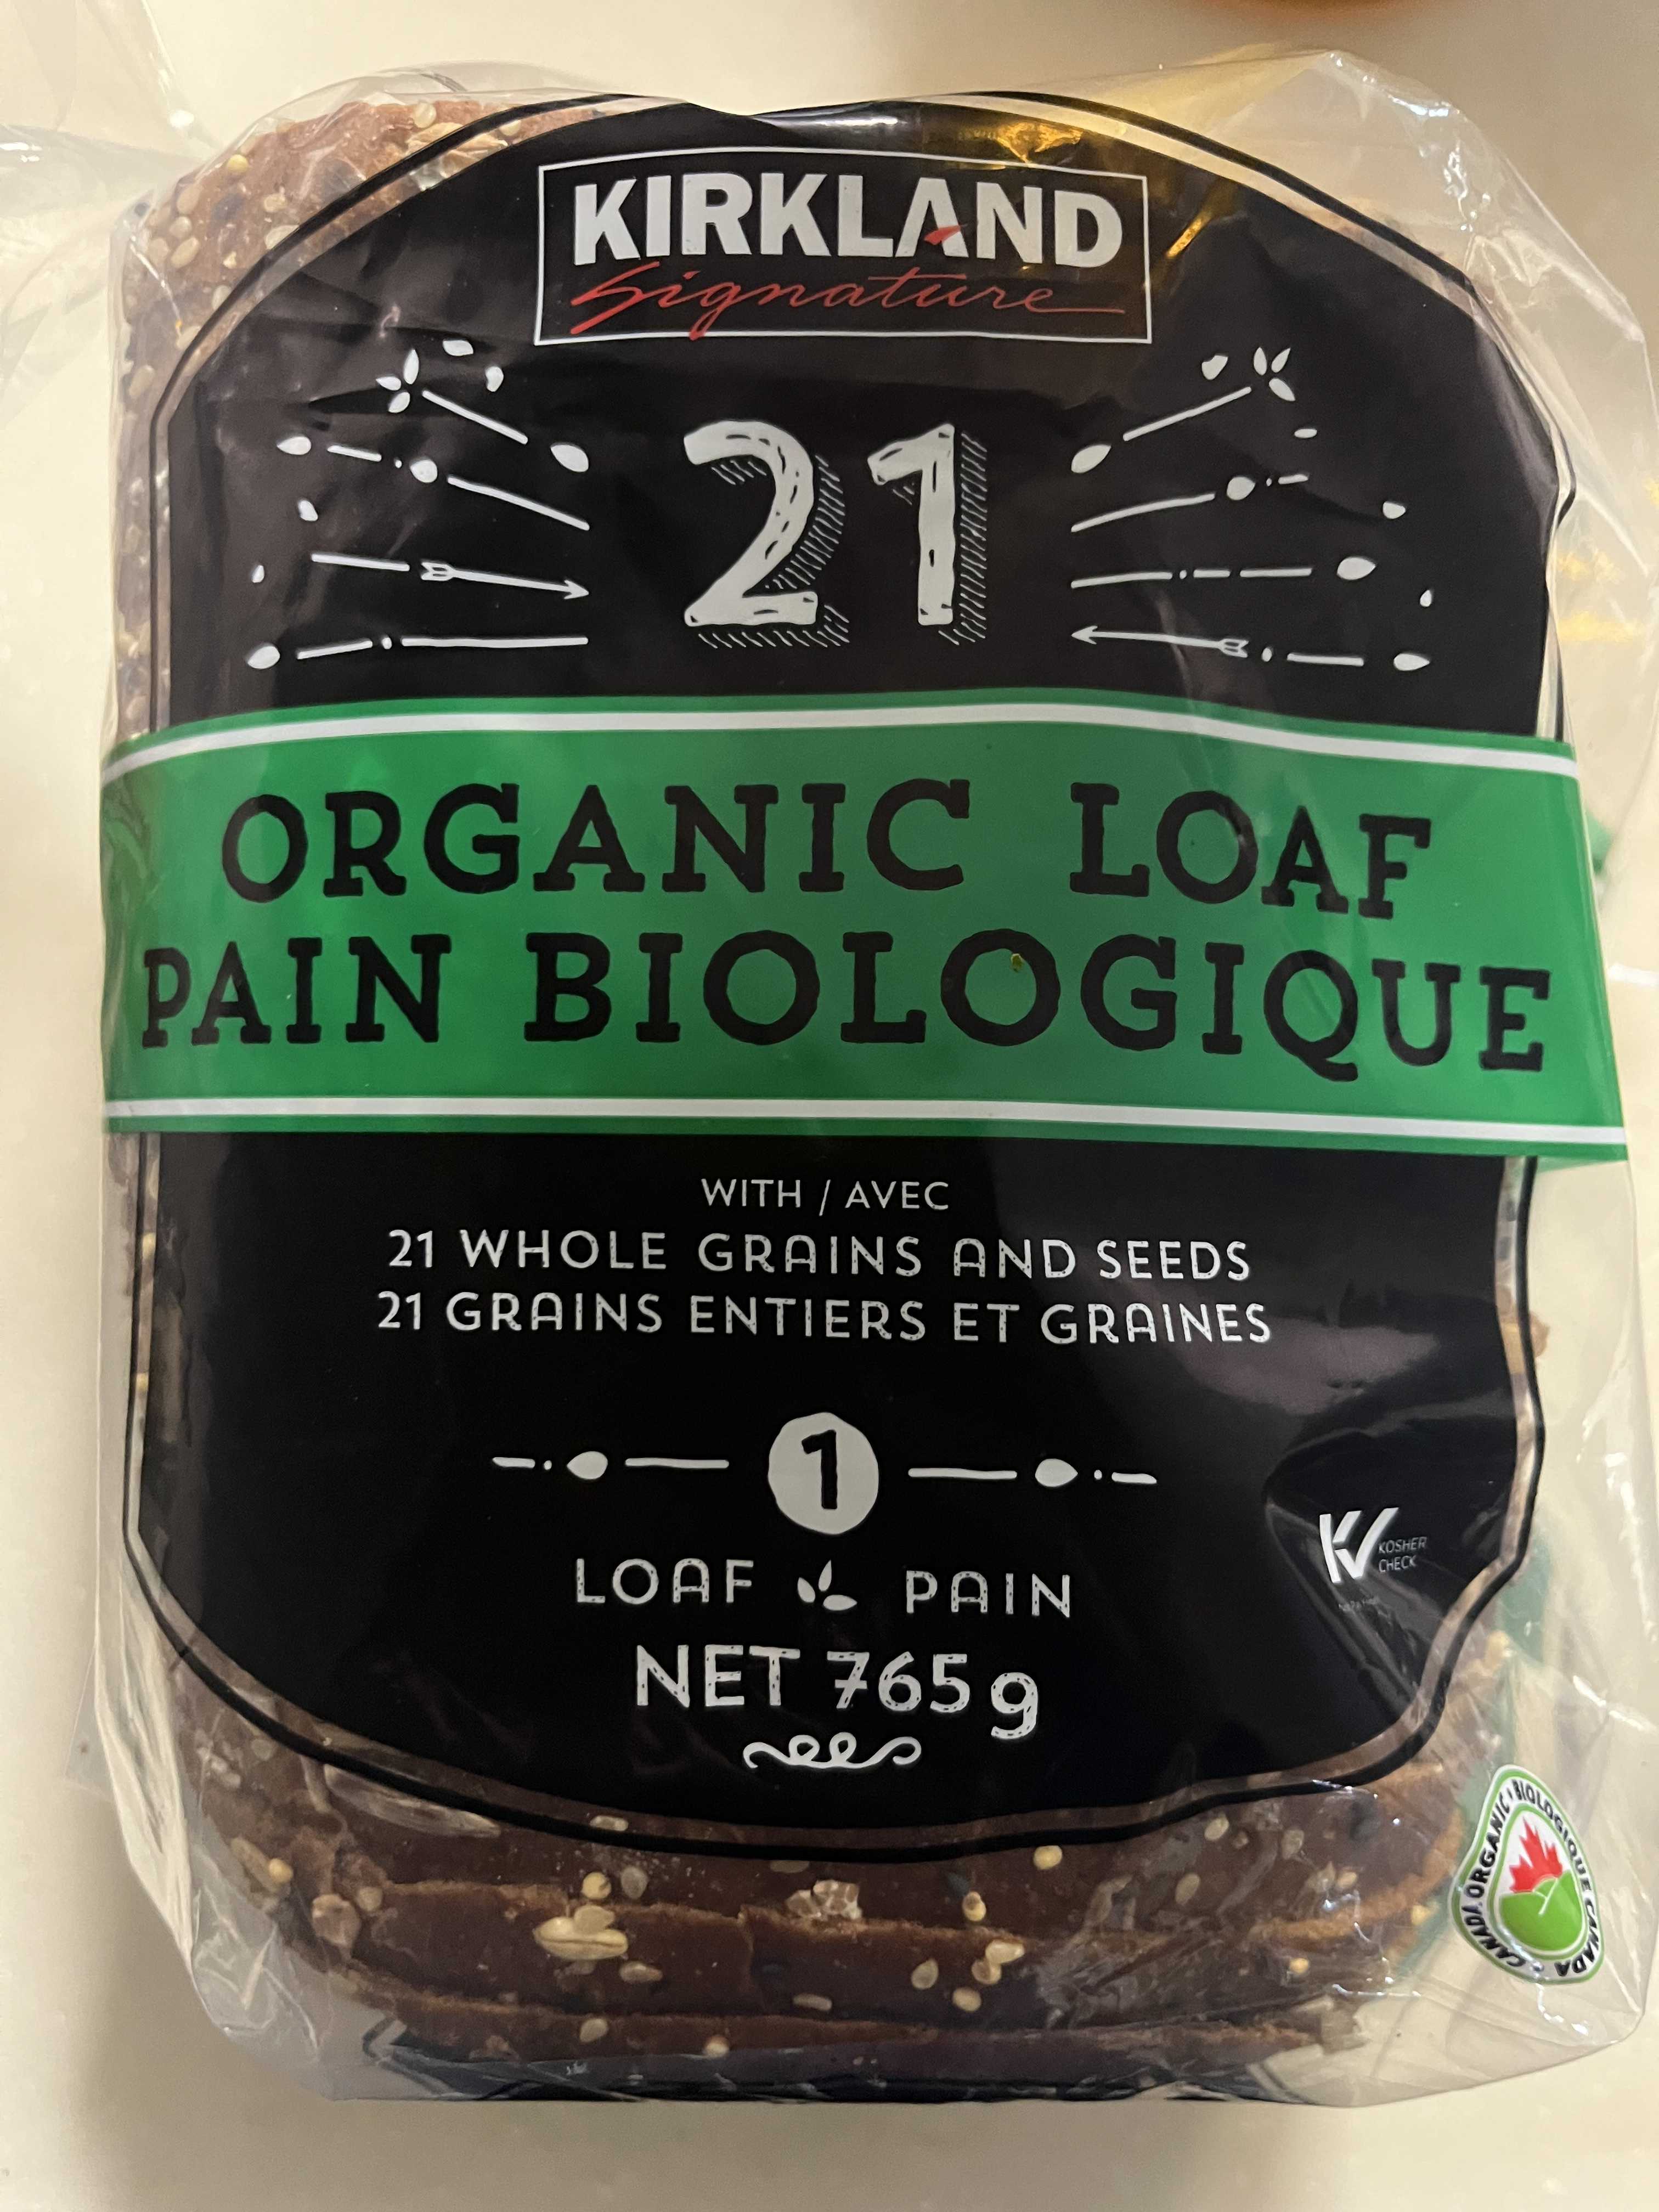 KIRKLAND
Signature
21
ORGANIC LOAF
PAIN BIOLOGIQUE
WITH / AVEC
21 WHOLE GRAINS AND SEEDS
21 GRAINS ENTIERS ET GRAINES
1
LOAF PAIN
NET 765 g
KOSHER
CHECK
CANADA ORGANIC • BIOLOGIQUE CANADA •